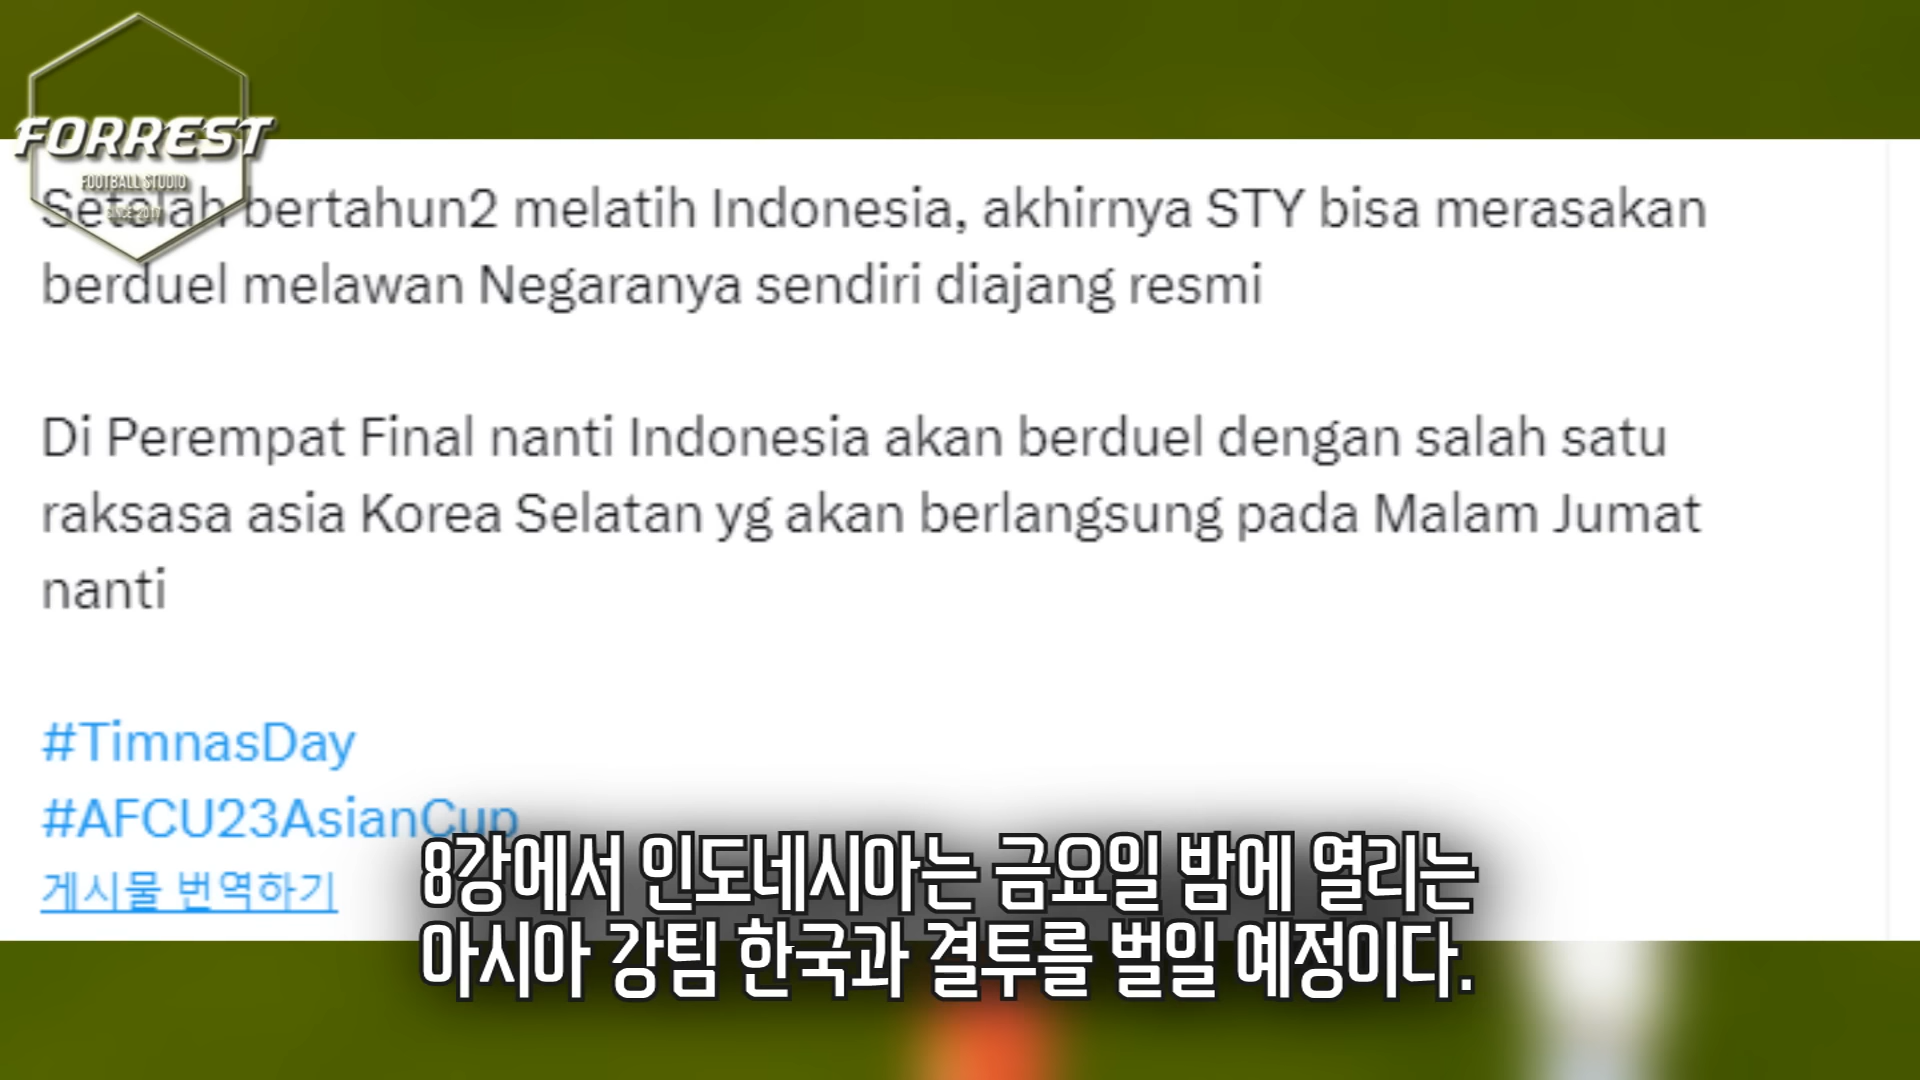 FORREST
FOOTBALL STUDIO
SINCE 2017
Setelah bertahun2 melatih Indonesia, akhirnya STY bisa merasakan
berduel melawan Negaranya sendiri diajang resmi
Di Perempat Final nanti Indonesia akan berduel dengan salah satu
raksasa asia Korea Selatan yg akan berlangsung pada Malam Jumat
nanti
#TimnasDay
#AFCU23AsianCup
게시물 번역하기
8강에서 인도네시아는 금요일 밤에 열리는
아시아 강팀 한국과 결투를 벌일 예정이다.